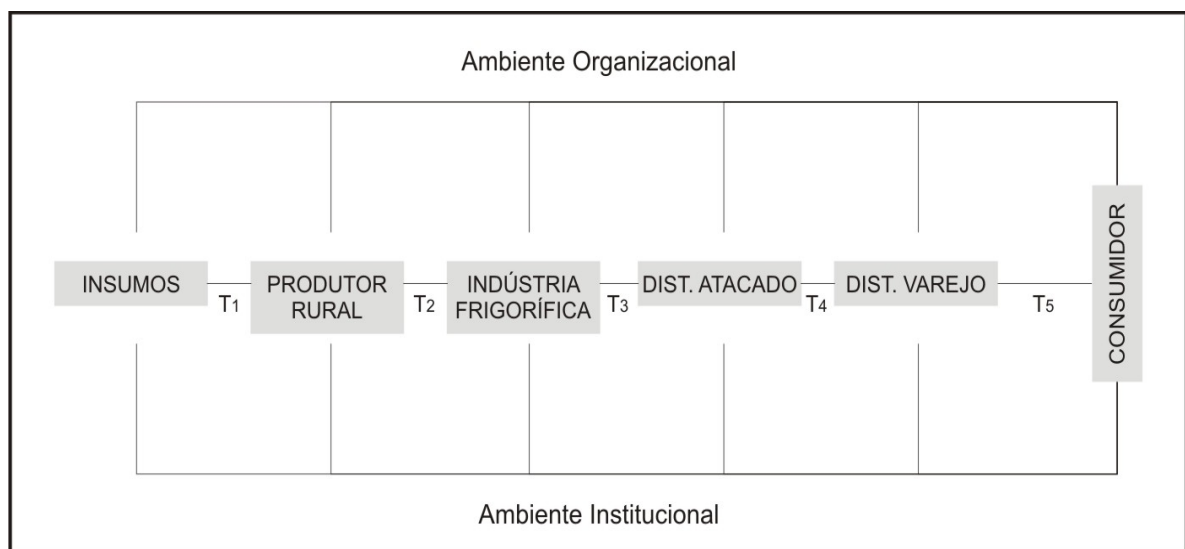 Ambiente Organizacional
INSUMOS
T1
PRODUTOR
RURAL
T2
INDÚSTRIA
FRIGORÍFICA
T3
DIST. ATACADO
T4
DIST. VAREJO
T5
CONSUMIDOR
Ambiente Institucional